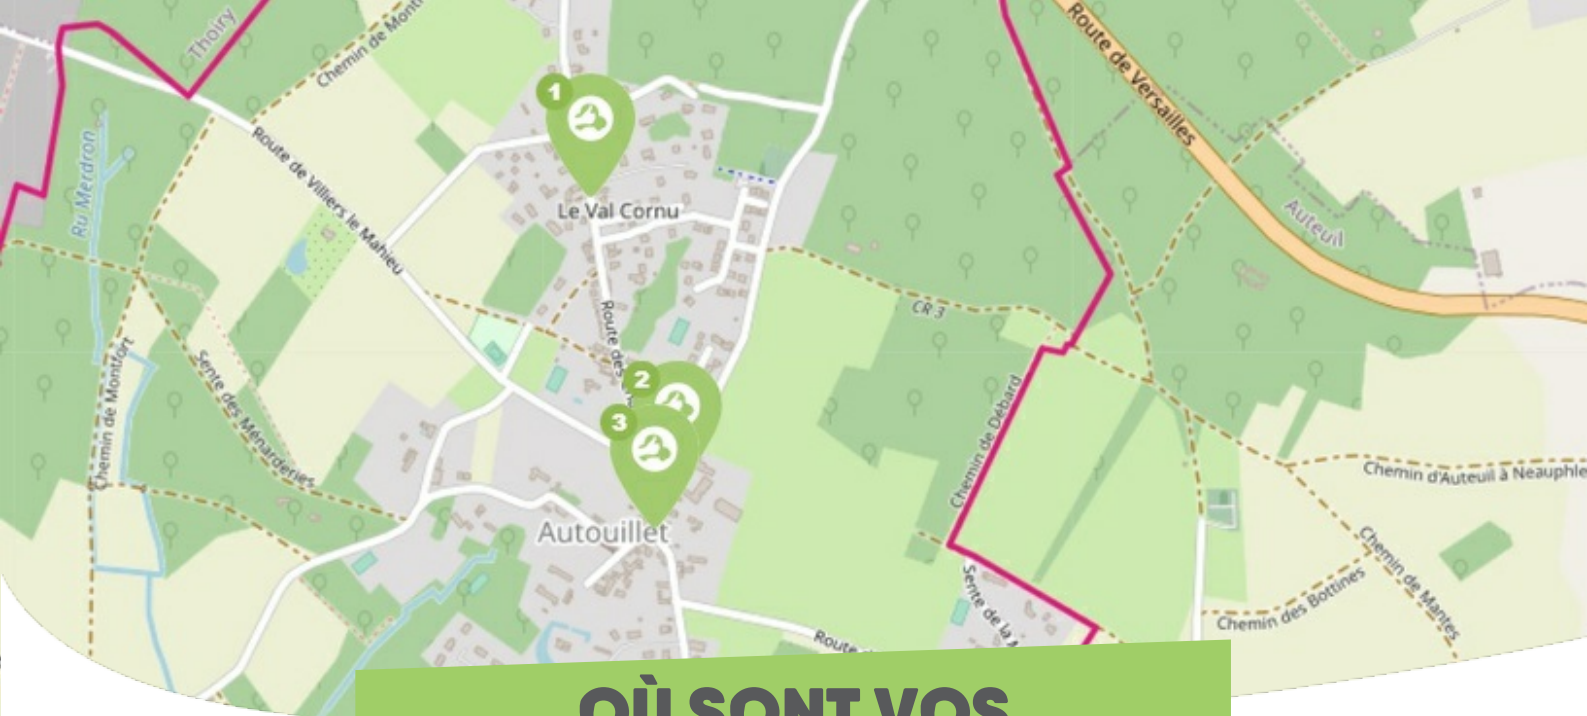 Thoiry
Chemin de Mont
Route de Versailles
1
Ru Merdron
Route de Villiers le Mahieu
Le Val Cornu
Auteuil
CR 3
Route des
Chemin de Montfort
Sente des Ménarderies
2
3
Chemin de Débard
Chemin d'Auteuil à Neauphle
Autouillet
Chemin de Mantes
Sente de la
Chemin des Bottines
Route
OÙ SONT VOS